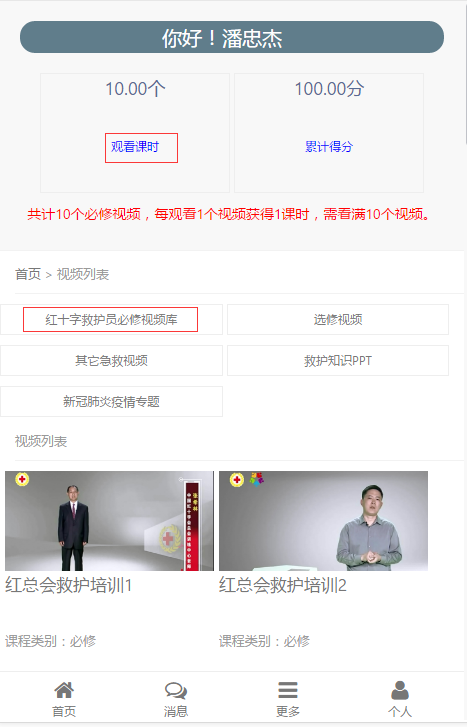 你好！潘忠杰
10.00个
100.00分
观看课时
累计得分
共计10个必修视频，每观看1个视频获得1课时，需看满10个视频。
首页 > 视频列表
红十字救护员必修视频库
选修视频
其它急救视频
救护知识PPT
新冠肺炎疫情专题
视频列表
红总会救护培训1
红总会救护培训2
课程类别：必修
课程类别：必修
首页
消息
更多
个人